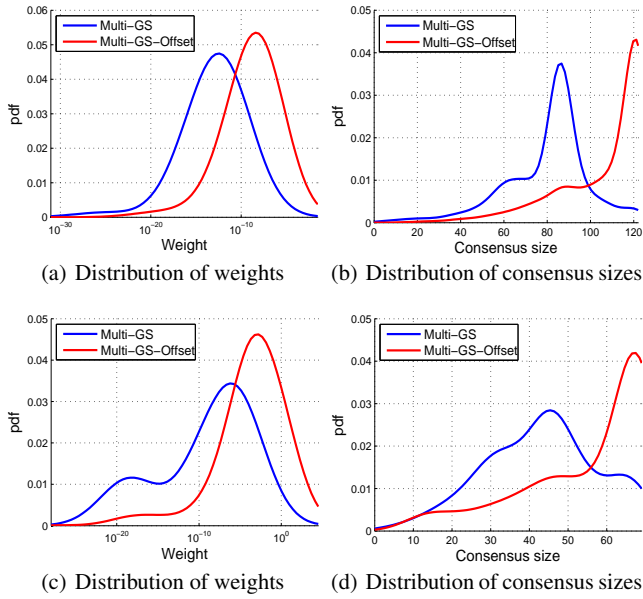 Multi-GS
Multi-GS-Offset
pdf
0.06
0.05
0.04
0.03
0.02
0.01
0
10^-30 10^-20 10^-10
Weight
(a) Distribution of weights
Multi-GS
Multi-GS-Offset
pdf
0.05
0.04
0.03
0.02
0.01
0
0 20 40 60 80 100 120
Consensus size
(b) Distribution of consensus sizes
Multi-GS
Multi-GS-Offset
pdf
0.05
0.04
0.03
0.02
0.01
0
10^-20 10^-10 10^0
Weight
(c) Distribution of weights
Multi-GS
Multi-GS-Offset
pdf
0.05
0.04
0.03
0.02
0.01
0
0 10 20 30 40 50 60
Consensus size
(d) Distribution of consensus sizes